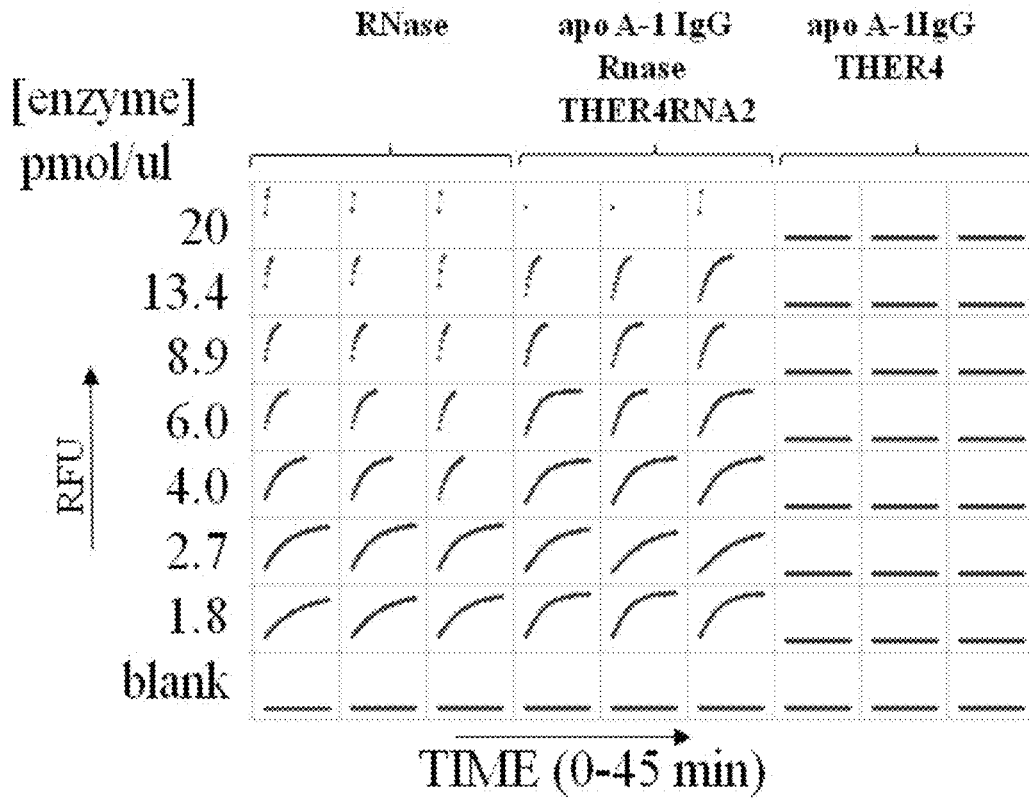 RNase
apo A-1 IgG
Rnase
THER4RNA2
apo A-1IgG
THER4
[enzyme]
pmol/ul
20
13.4
8.9
6.0
4.0
2.7
1.8
blank
RFU
TIME (0-45 min)